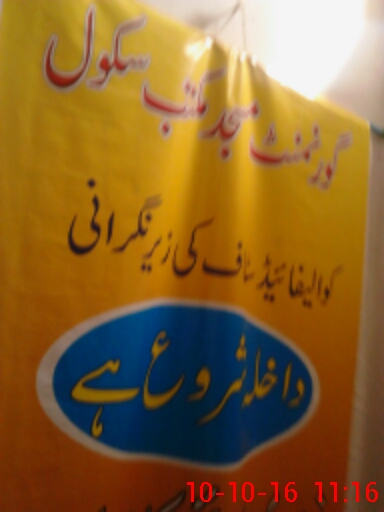 گورنمنٹ مسجد مکتب سکول
کوالیفائیڈ سٹاف کی زیر نگرانی
داخلہ شروع ہے
10-10-16 11:16